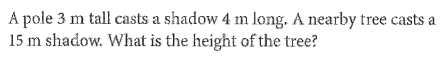 A pole 3 m tall casts a shadow 4 m long. A nearby tree casts a
15 m shadow. What is the height of the tree?